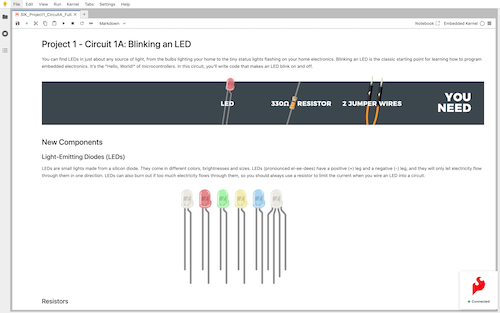 File Edit View Run Kernel Tabs Settings Help
Markdown
Notebook
Embedded Kernel
Project 1 - Circuit 1A: Blinking an LED
You can find LEDs in just about any source of light, from the bulbs lighting your home to the tiny status lights flashing on your home electronics. Blinking an LED is the classic starting point for learning how to program
embedded electronics. It's the "Hello, World!" of microcontrollers. In this circuit, you'll write code that makes an LED blink on and off.
LED
330Ω RESISTOR
2 JUMPER WIRES
YOU
NEED
New Components
Light-Emitting Diodes (LEDs)
LEDs are small lights made from a silicon diode. They come in different colors, brightnesses and sizes. LEDs (pronounced el-ee-dees) have a positive (+) leg and a negative (-) leg, and they will only let electricity flow
through them in one direction. LEDs can also burn out if too much electricity flows through them, so you should always use a resistor to limit the current when you wire an LED into a circuit.
Resistors
Connected